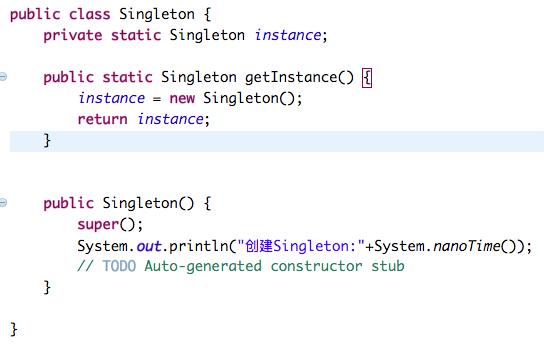 public class Singleton {
private static Singleton instance;
public static Singleton getInstance() {
instance = new Singleton();
return instance;
}
public Singleton() {
super();
System.out.println("创建Singleton:"+System.nanoTime());
// TODO Auto-generated constructor stub
}
}